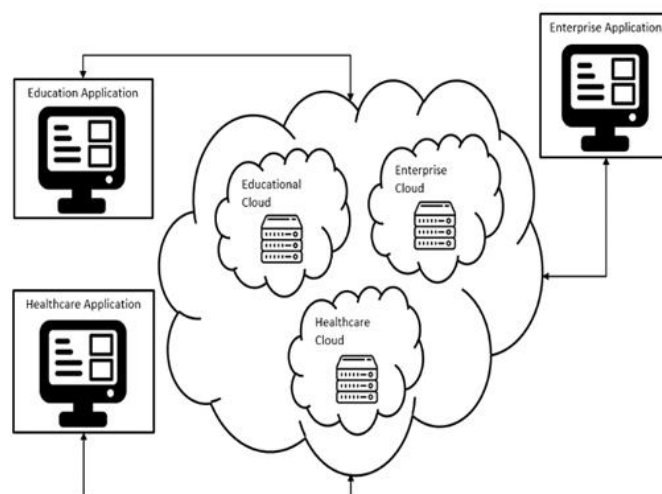 Education Application
Enterprise Application
Educational
Cloud
Enterprise
Cloud
Healthcare Application
Healthcare
Cloud